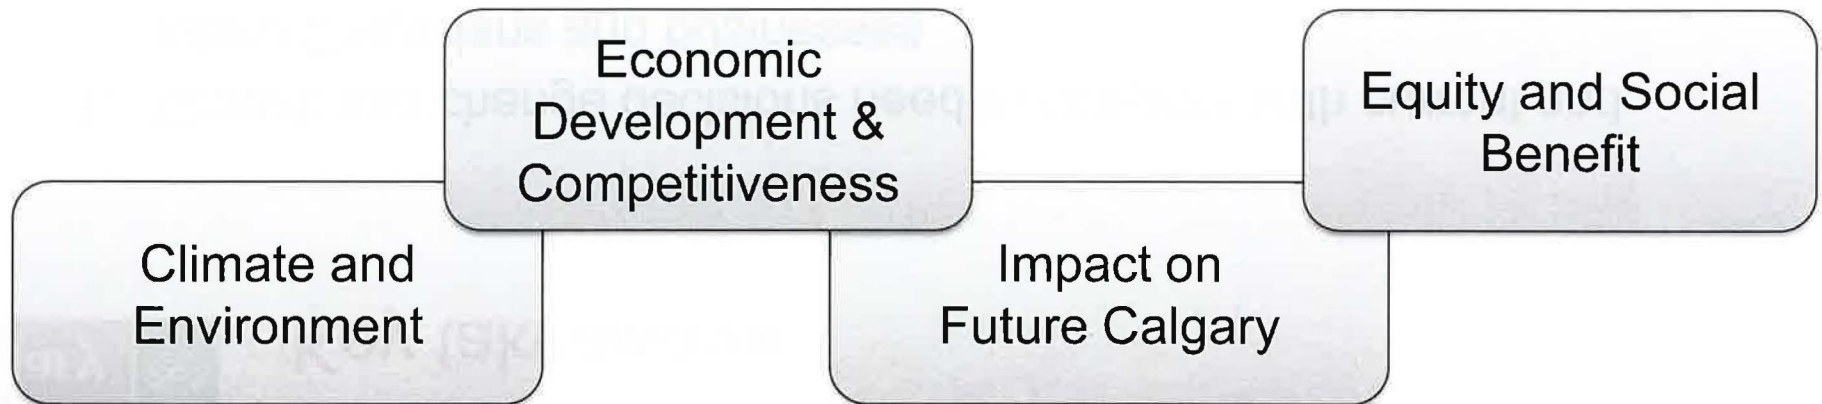 Economic
Development &
Competitiveness
Equity and Social
Benefit
Climate and
Environment
Impact on
Future Calgary